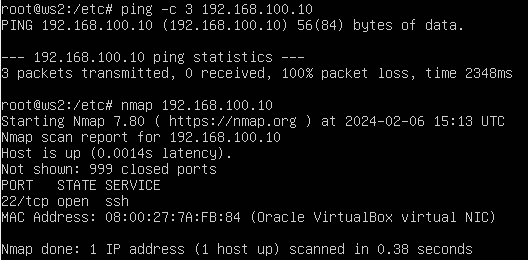 root@ws2:/etc# ping -c 3 192.168.100.10
PING 192.168.100.10 (192.168.100.10) 56(84) bytes of data.
--- 192.168.100.10 ping statistics ---
3 packets transmitted, 0 received, 100% packet loss, time 2348ms
root@ws2:/etc# nmap 192.168.100.10
Starting Nmap 7.80 ( https://nmap.org ) at 2024-02-06 15:13 UTC
Nmap scan report for 192.168.100.10
Host is up (0.0014s latency).
Not shown: 999 closed ports
PORT   STATE SERVICE
22/tcp open  ssh
MAC Address: 08:00:27:7A:FB:84 (Oracle VirtualBox virtual NIC)
Nmap done: 1 IP address (1 host up) scanned in 0.38 seconds